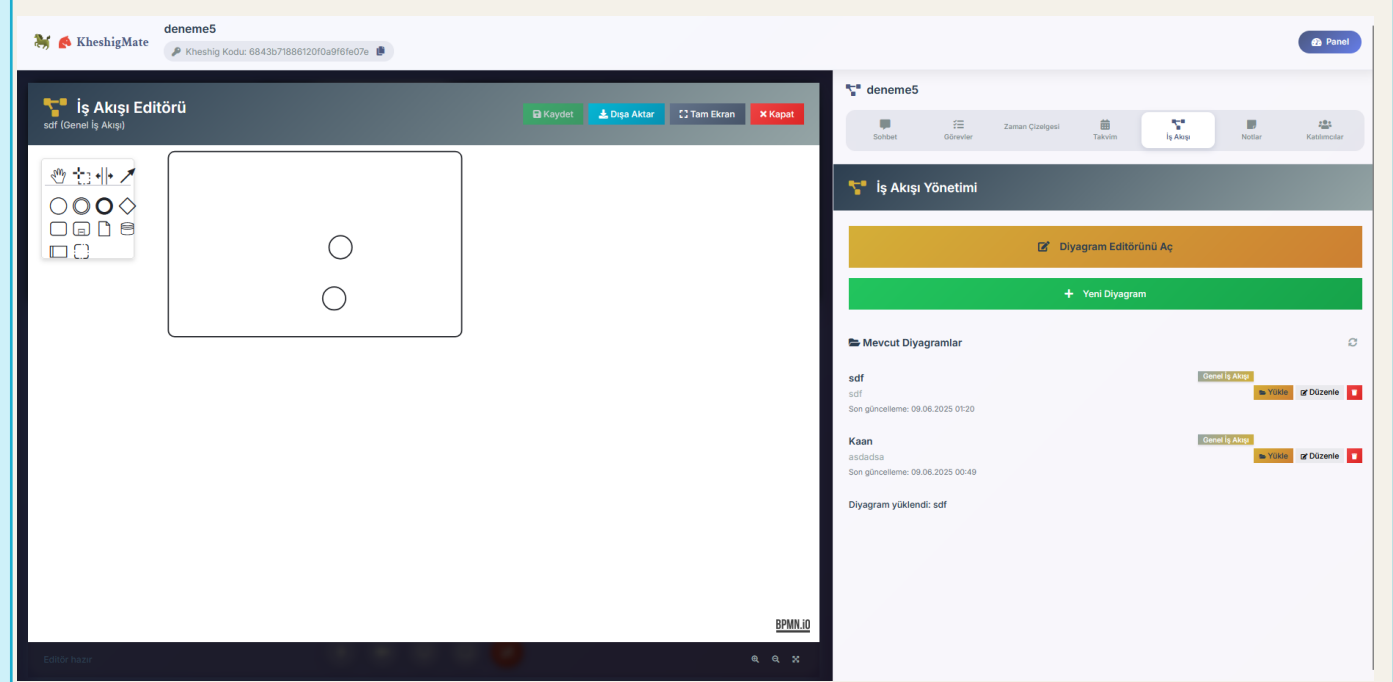 deneme5
KheshigMate
Kheshig Kodu: 6843b71886120f0a9f6fe07e
Panel
İş Akışı Editörü
sdf (Genel İş Akışı)
Kaydet
Dışa Aktar
Tam Ekran
Kapat
BPMN.iO
Editör hazır
deneme5
Sohbet
Görevler
Zaman Çizelgesi
Takvim
İş Akışı
Notlar
Katılımcılar
İş Akışı Yönetimi
Diyagram Editörünü Aç
+ Yeni Diyagram
Mevcut Diyagramlar
sdf
Genel İş Akışı
sdf
Yükle
Düzenle
Son güncelleme: 09.06.2025 01:20
Kaan
Genel İş Akışı
asdadsa
Yükle
Düzenle
Son güncelleme: 09.06.2025 00:49
Diyagram yüklendi: sdf